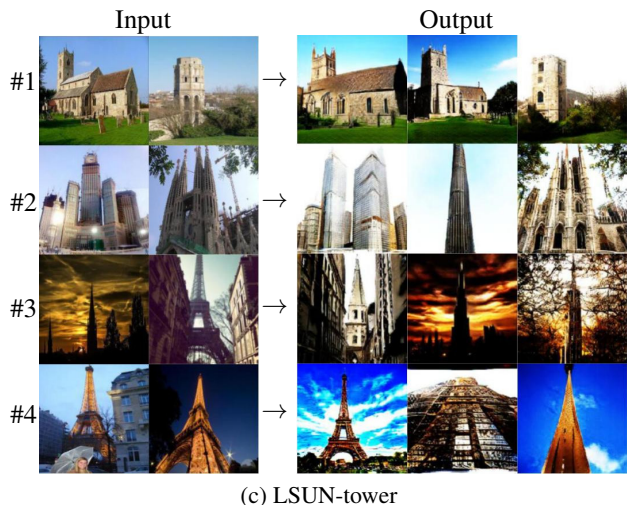 Input Output
#1 → 
#2 → 
#3 → 
#4 → 
(c) LSUN-tower